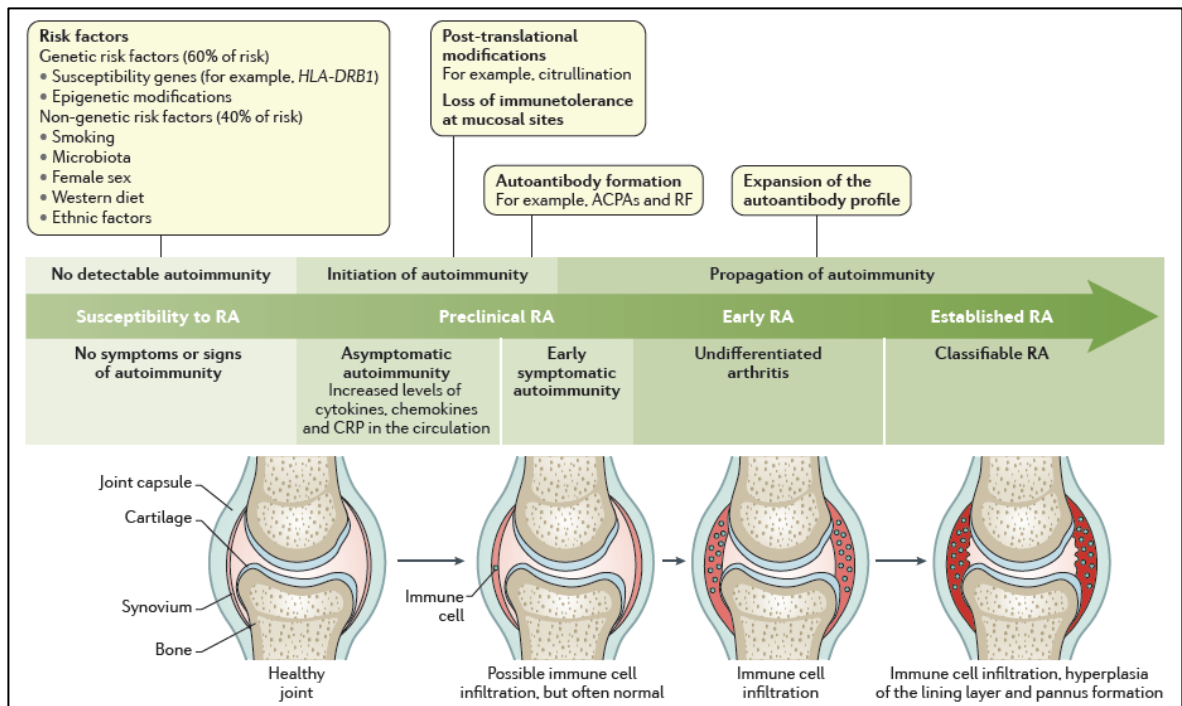 Risk factors
Genetic risk factors (60% of risk)
• Susceptibility genes (for example, HLA-DRB1)
• Epigenetic modifications
Non-genetic risk factors (40% of risk)
• Smoking
• Microbiota
• Female sex
• Western diet
• Ethnic factors
Post-translational
modifications
For example, citrullination
Loss of immunetolerance
at mucosal sites
Autoantibody formation
For example, ACPAs and RF
Expansion of the
autoantibody profile
No detectable autoimmunity
Initiation of autoimmunity
Propagation of autoimmunity
Susceptibility to RA
Preclinical RA
Early RA
Established RA
No symptoms or signs
of autoimmunity
Asymptomatic
autoimmunity
Increased levels of
cytokines, chemokines
and CRP in the circulation
Early
symptomatic
autoimmunity
Undifferentiated
arthritis
Classifiable RA
Joint capsule
Cartilage
Synovium
Bone
Immune
cell
Healthy
joint
Possible immune cell
infiltration, but often normal
Immune cell
infiltration
Immune cell infiltration, hyperplasia
of the lining layer and pannus formation